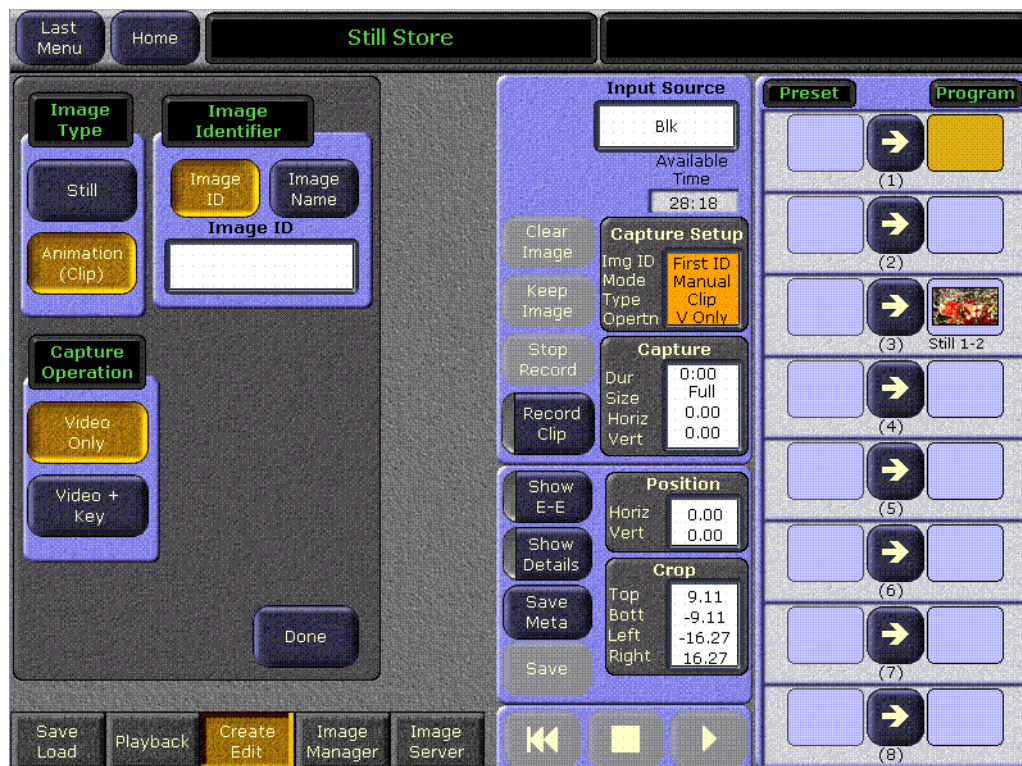 Last
Menu
Home
Still Store
Image
Type
Still
Animation
(Clip)
Image
Identifier
Image
ID
Image
Name
Image ID
Capture
Operation
Video
Only
Video +
Key
Done
Input Source
Blk
Available
Time
28:18
Clear
Image
Keep
Image
Stop
Record
Record
Clip
Capture Setup
Img ID First ID
Mode Manual
Type Clip
Opertn V Only
Capture
Dur 0:00
Size Full
Horiz 0.00
Vert 0.00
Show
E-E
Show
Details
Save
Meta
Save
Position
Horiz 0.00
Vert 0.00
Crop
Top 9.11
Bott -9.11
Left -16.27
Right 16.27
Preset
Program
(1)
(2)
(3) Still 1-2
(4)
(5)
(6)
(7)
(8)
Save
Load
Playback
Create
Edit
Image
Manager
Image
Server